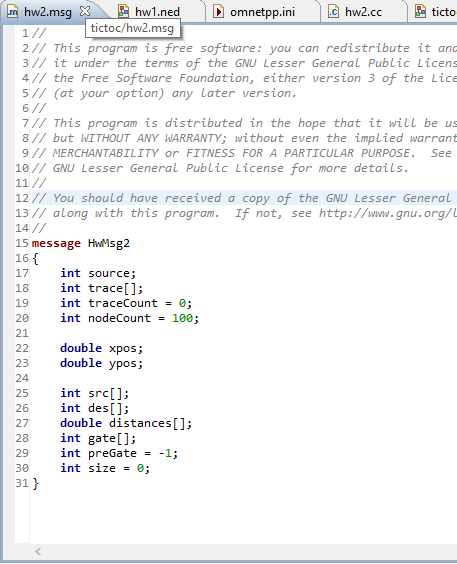 hw2.msg hw1.ned omnetpp.ini hw2.cc
tictoc/hw2.msg
1 //
2 // This program is free software: you can redistribute it and
3 // it under the terms of the GNU Lesser General Public Licens
4 // the Free Software Foundation, either version 3 of the Lice
5 // (at your option) any later version.
6 //
7 // This program is distributed in the hope that it will be us
8 // but WITHOUT ANY WARRANTY; without even the implied warrant
9 // MERCHANTABILITY or FITNESS FOR A PARTICULAR PURPOSE.  See
10 // GNU Lesser General Public License for more details.
11 //
12 // You should have received a copy of the GNU Lesser General
13 // along with this program.  If not, see http://www.gnu.org/l
14 //
15 message HwMsg2
16 {
17     int source;
18     int trace[];
19     int traceCount = 0;
20     int nodeCount = 100;
21
22     double xpos;
23     double ypos;
24
25     int src[];
26     int des[];
27     double distances[];
28     int gate[];
29     int preGate = -1;
30     int size = 0;
31 }